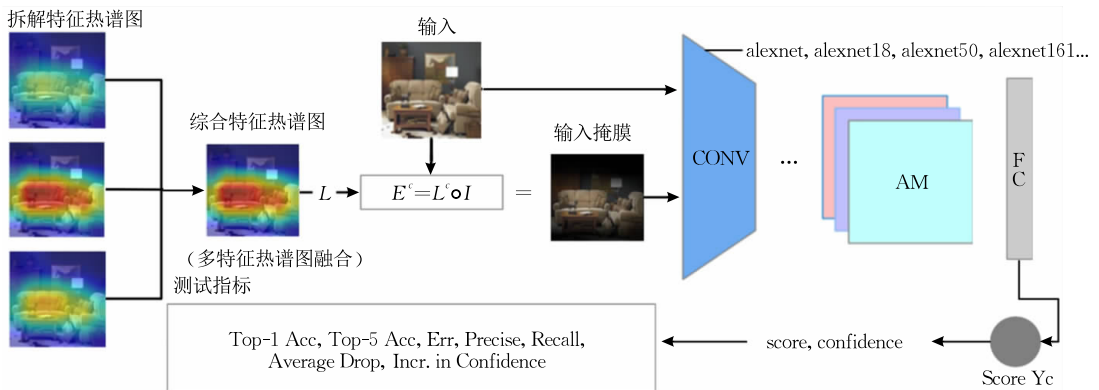 拆解特征热谱图
输入
alexnet, alexnet18, alexnet50, alexnet161...
综合特征热谱图
输入掩膜
CONV
...
AM
F
C
L
E^c=L^c∘I
=
(多特征热谱图融合)
测试指标
Top-1 Acc, Top-5 Acc, Err, Precise, Recall,
Average Drop, Incr. in Confidence
score, confidence
Score Yc